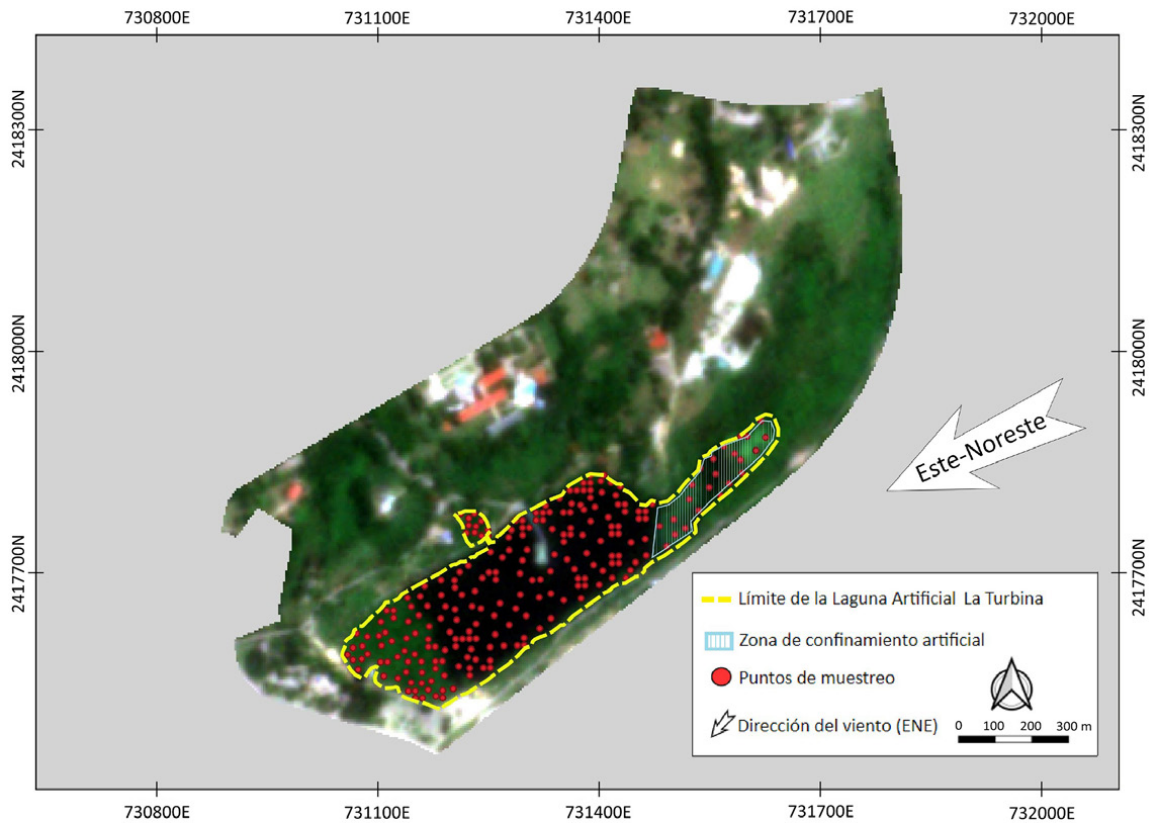 730800E 731100E 731400E 731700E 732000E
2418300N 2418300N
2418000N 2418000N
Este-Noreste
2417700N 2417700N
Límite de la Laguna Artificial La Turbina
Zona de confinamiento artificial
Puntos de muestreo
Dirección del viento (ENE)
0 100 200 300 m
730800E 731100E 731400E 731700E 732000E